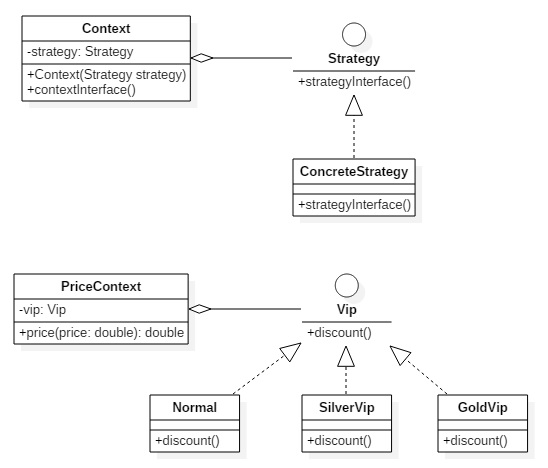 Context
-strategy: Strategy
+Context(Strategy strategy)
+contextInterface()
Strategy
+strategyInterface()
ConcreteStrategy
+strategyInterface()
PriceContext
-vip: Vip
+price(price: double): double
Vip
+discount()
Normal
+discount()
SilverVip
+discount()
GoldVip
+discount()